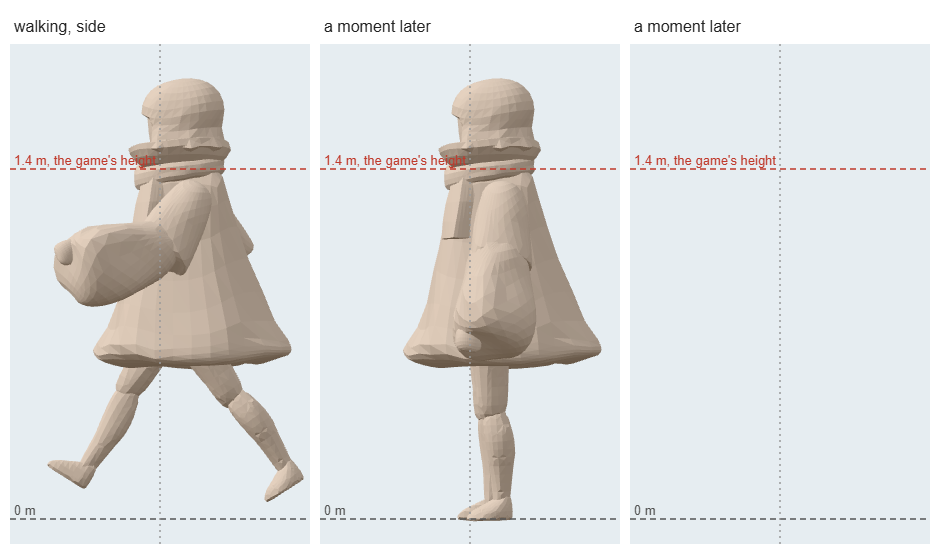 walking, side
a moment later
a moment later
1.4 m, the game's height
1.4 m, the game's height
1.4 m, the game's height
0 m
0 m
0 m